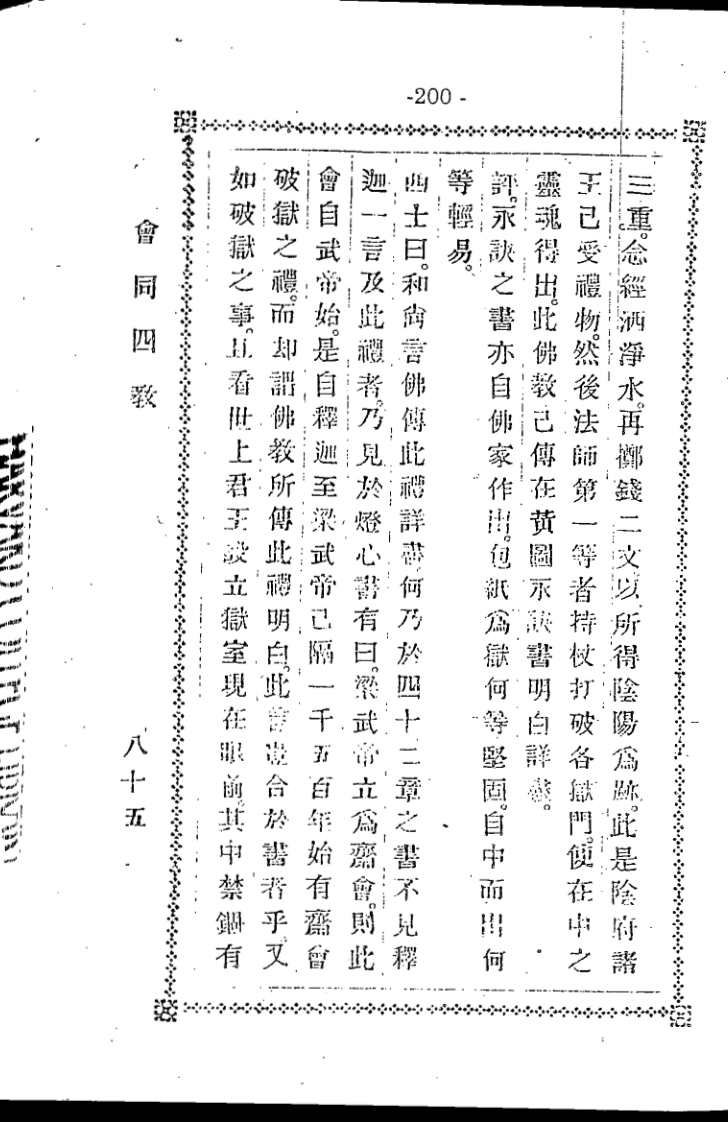 -200-
三重。念經洒淨水。再擲錢二文以所得陰陽爲跡。此是陰府諸
王已受禮物。然後法師第一等者持杖打破各獄門。便在中之
靈魂得出。此佛教已傳在黃圖永訣書明白詳盡。
評。永訣之書亦自佛家作出。包紙爲獄何等堅固。自中而出何
等輕易。
西士曰。和尙言佛傳此禮詳盡何乃於四十二章之書不見釋
迦一言及此禮者。乃見於燈心書有曰。梁武帝立爲齋會。則此
會自武帝始。是自釋迦至梁武帝已隔一千五百年始有齋會
破獄之禮。而却謂佛教所傳此禮明白。此言豈合於書者乎。又
如破獄之事。且看世上君王設立獄室現在眼前。其中禁錮有
會同四敎
八十五